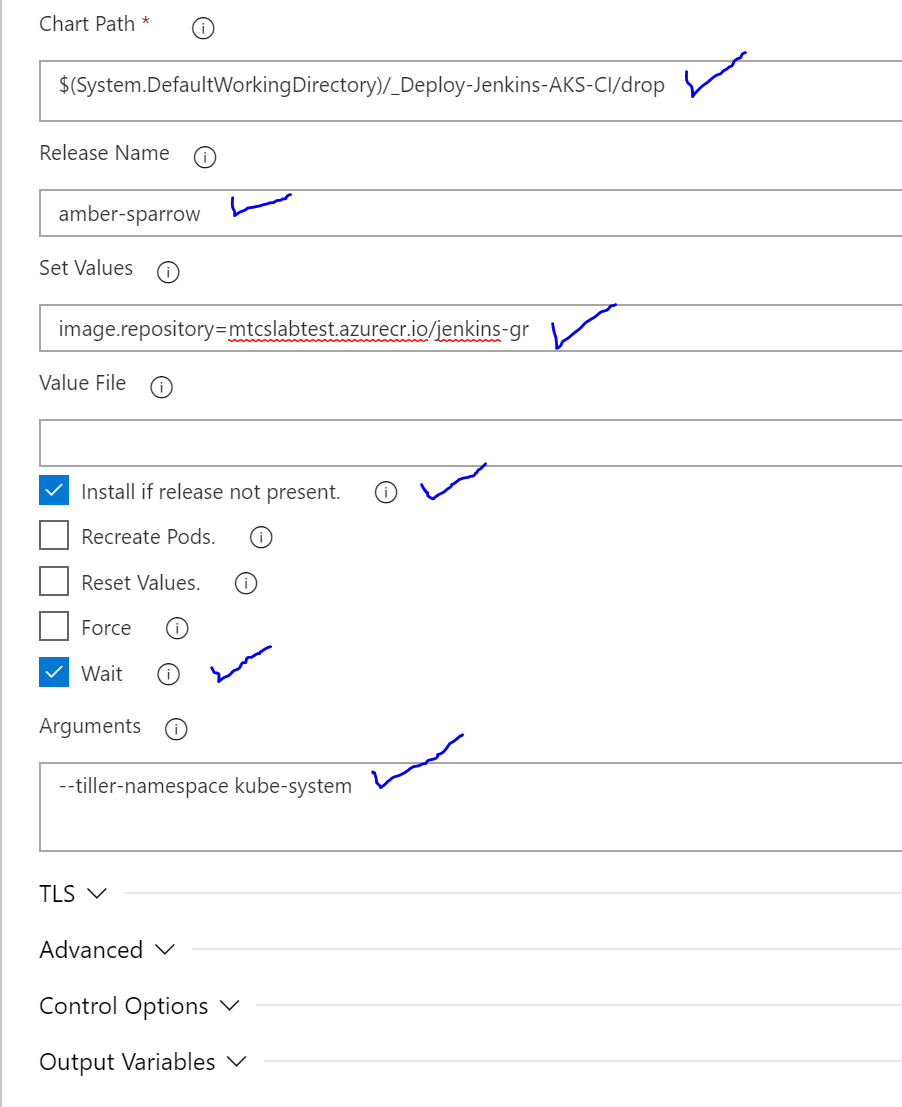 Chart Path *
$(System.DefaultWorkingDirectory)/_Deploy-Jenkins-AKS-CI/drop
Release Name
amber-sparrow
Set Values
image.repository=mtcslabtest.azurecr.io/jenkins-gr
Value File
Install if release not present.
Recreate Pods.
Reset Values.
Force
Wait
Arguments
--tiller-namespace kube-system
TLS
Advanced
Control Options
Output Variables